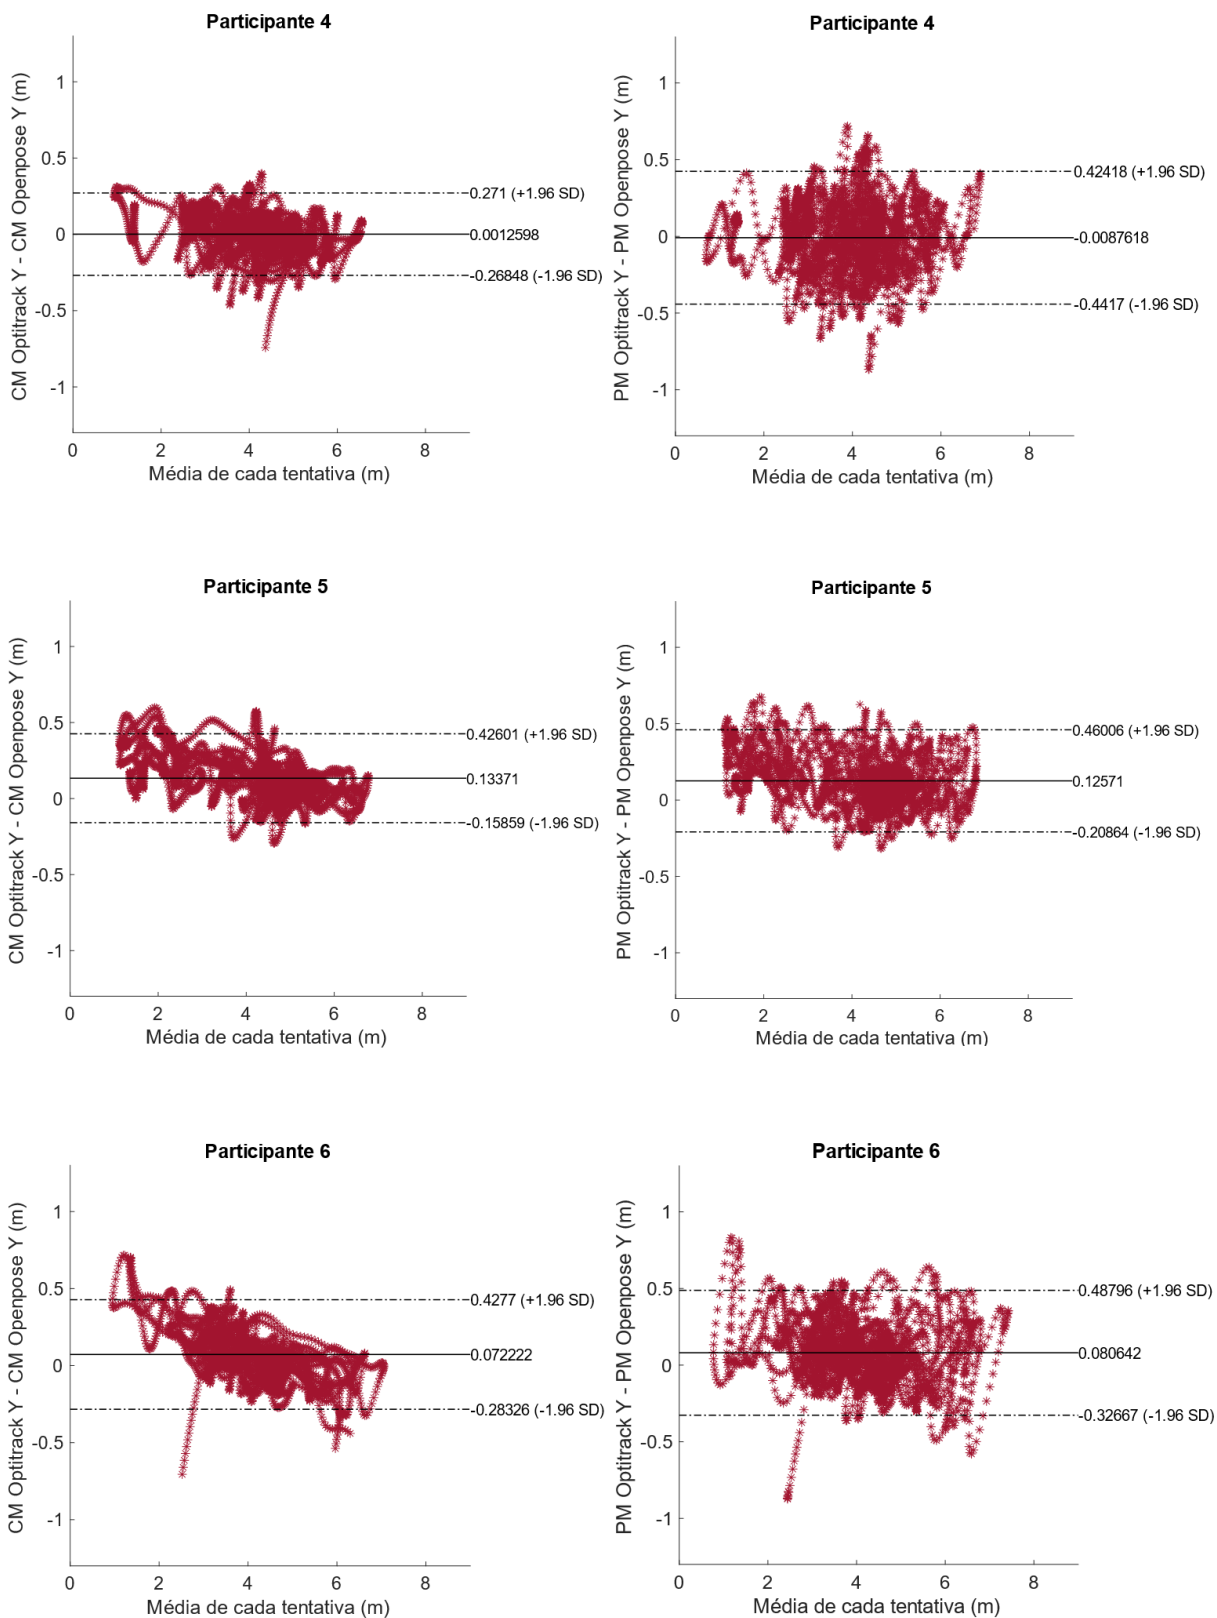 Participante 4
CM Optitrack Y - CM Openpose Y (m)
1
0.5
0
-0.5
-1
0.271 (+1.96 SD)
0.0012598
-0.26848 (-1.96 SD)
0 2 4 6 8
Média de cada tentativa (m)
Participante 4
PM Optitrack Y - PM Openpose Y (m)
1
0.5
0
-0.5
-1
0.42418 (+1.96 SD)
-0.0087618
-0.4417 (-1.96 SD)
0 2 4 6 8
Média de cada tentativa (m)
Participante 5
CM Optitrack Y - CM Openpose Y (m)
1
0.5
0
-0.5
-1
0.42601 (+1.96 SD)
0.13371
-0.15859 (-1.96 SD)
0 2 4 6 8
Média de cada tentativa (m)
Participante 5
PM Optitrack Y - PM Openpose Y (m)
1
0.5
0
-0.5
-1
0.46006 (+1.96 SD)
0.12571
-0.20864 (-1.96 SD)
0 2 4 6 8
Média de cada tentativa (m)
Participante 6
CM Optitrack Y - CM Openpose Y (m)
1
0.5
0
-0.5
-1
0.4277 (+1.96 SD)
0.072222
-0.28326 (-1.96 SD)
0 2 4 6 8
Média de cada tentativa (m)
Participante 6
PM Optitrack Y - PM Openpose Y (m)
1
0.5
0
-0.5
-1
0.48796 (+1.96 SD)
0.080642
-0.32667 (-1.96 SD)
0 2 4 6 8
Média de cada tentativa (m)